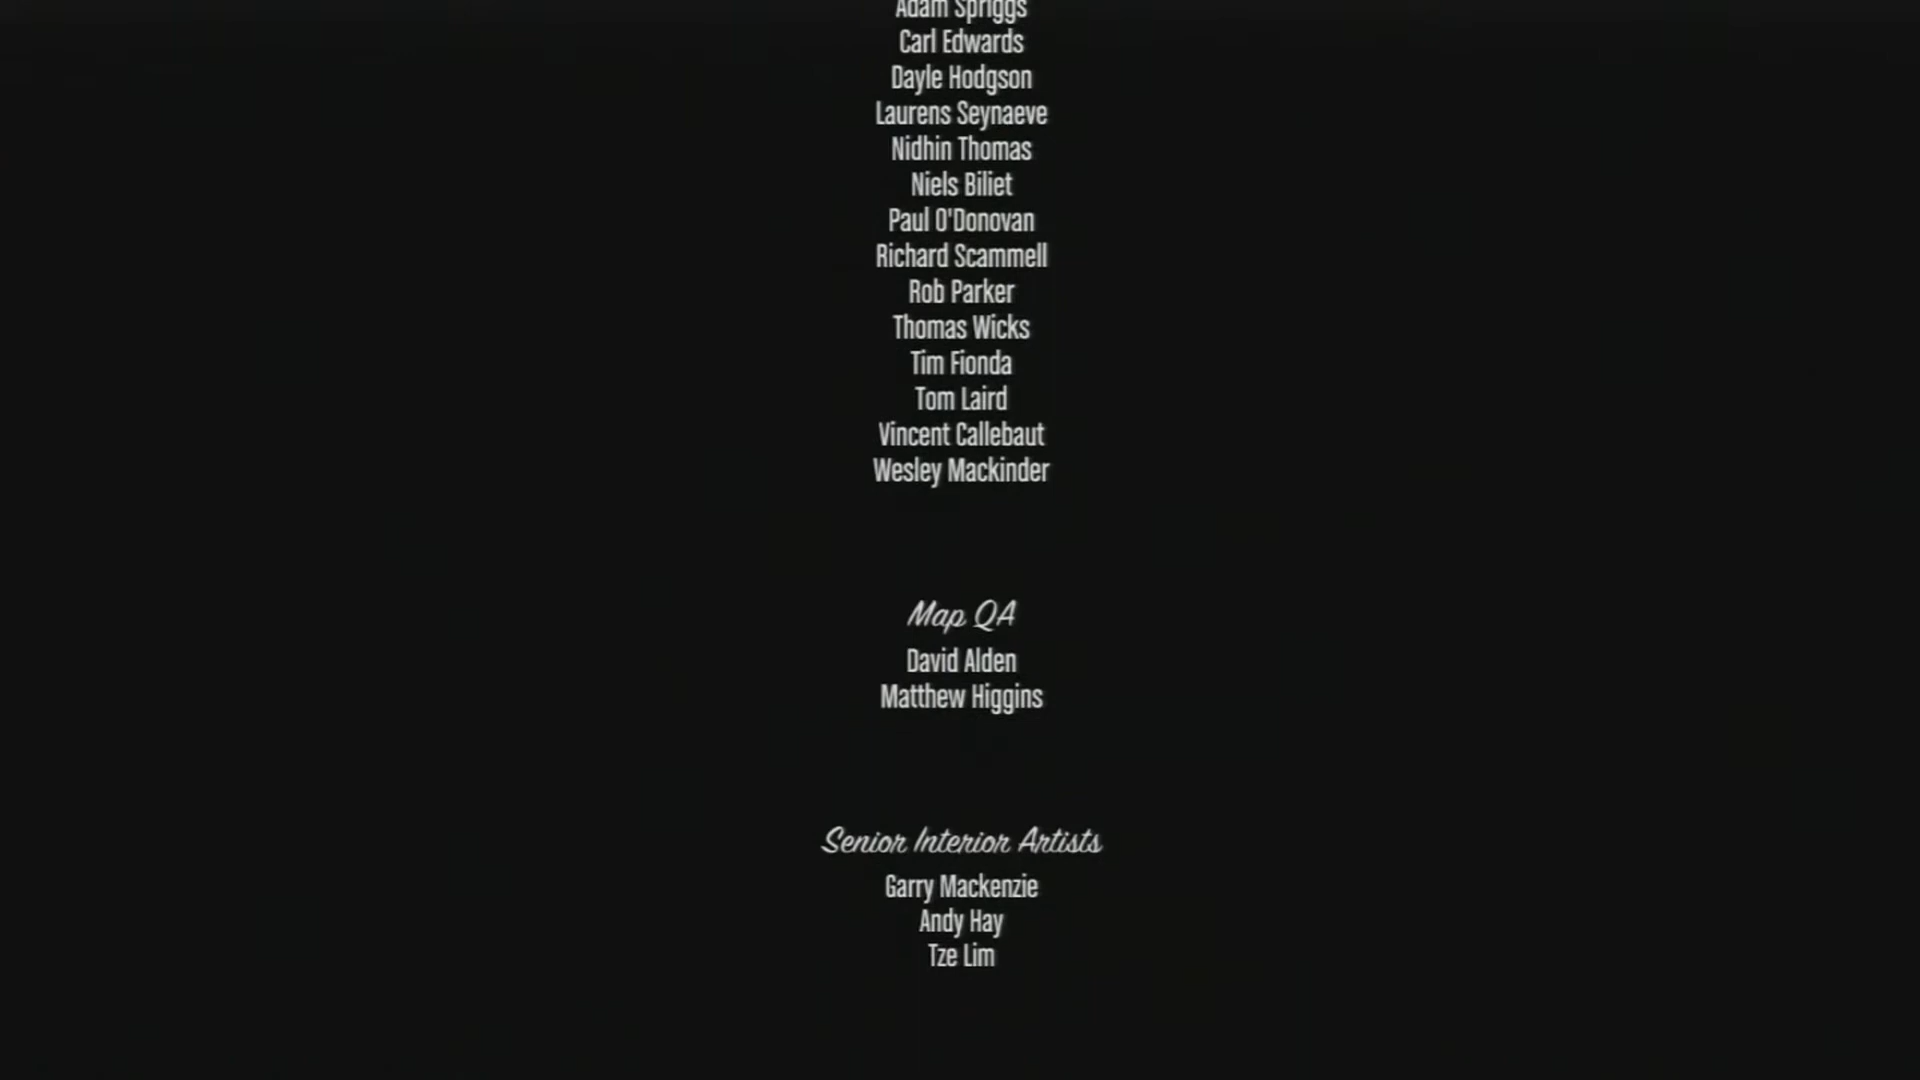 Adam Spriggs
Carl Edwards
Dayle Hodgson
Laurens Seynaeve
Nidhin Thomas
Niels Biliet
Paul O'Donovan
Richard Scammell
Rob Parker
Thomas Wicks
Tim Fionda
Tom Laird
Vincent Callebaut
Wesley Mackinder
Map QA
David Alden
Matthew Higgins
Senior Interior Artists
Garry Mackenzie
Andy Hay
Tze Lim